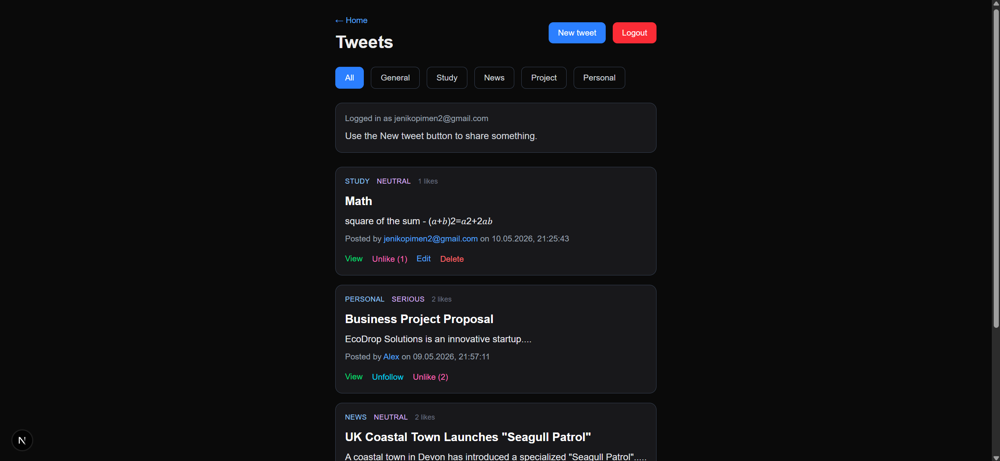 ← Home
Tweets
New tweet
Logout
All
General
Study
News
Project
Personal
Logged in as jenikopimen2@gmail.com
Use the New tweet button to share something.
STUDY NEUTRAL 1 likes
Math
square of the sum - (𝑎+𝑏)2=𝑎2+2𝑎𝑏
Posted by jenikopimen2@gmail.com on 10.05.2026, 21:25:43
View Unlike (1) Edit Delete
PERSONAL SERIOUS 2 likes
Business Project Proposal
EcoDrop Solutions is an innovative startup....
Posted by Alex on 09.05.2026, 21:57:11
View Unfollow Unlike (2)
NEWS NEUTRAL 2 likes
UK Coastal Town Launches "Seagull Patrol"
A coastal town in Devon has introduced a specialized "Seagull Patrol".....
N